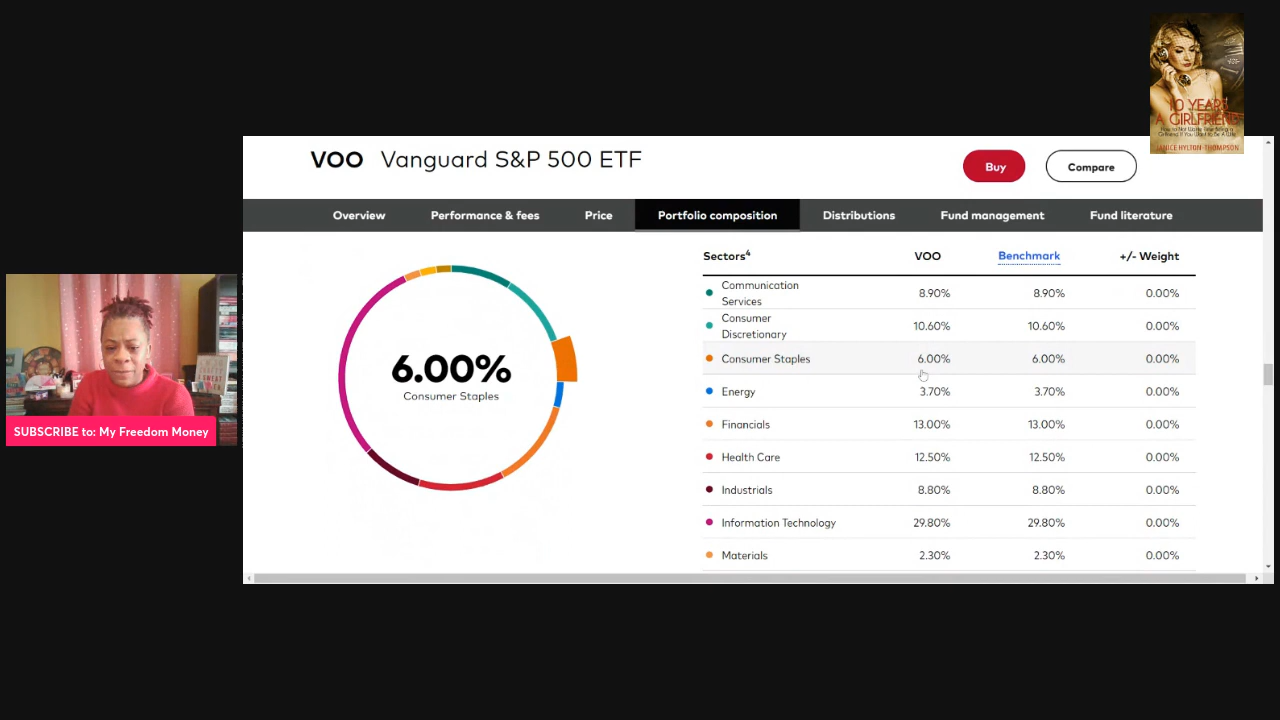 10 YEARS
A GIRLFRIEND
JANICE HYLTON-THOMPSON
VOO Vanguard S&P 500 ETF
Buy
Compare
Overview Performance & fees Price Portfolio composition Distributions Fund management Fund literature
Sectors4 VOO Benchmark +/- Weight
Communication
Services 8.90% 8.90% 0.00%
Consumer
Discretionary 10.60% 10.60% 0.00%
Consumer Staples 6.00% 6.00% 0.00%
Energy 3.70% 3.70% 0.00%
Financials 13.00% 13.00% 0.00%
Health Care 12.50% 12.50% 0.00%
Industrials 8.80% 8.80% 0.00%
Information Technology 29.80% 29.80% 0.00%
Materials 2.30% 2.30% 0.00%
6.00%
Consumer Staples
SUBSCRIBE to: My Freedom Money